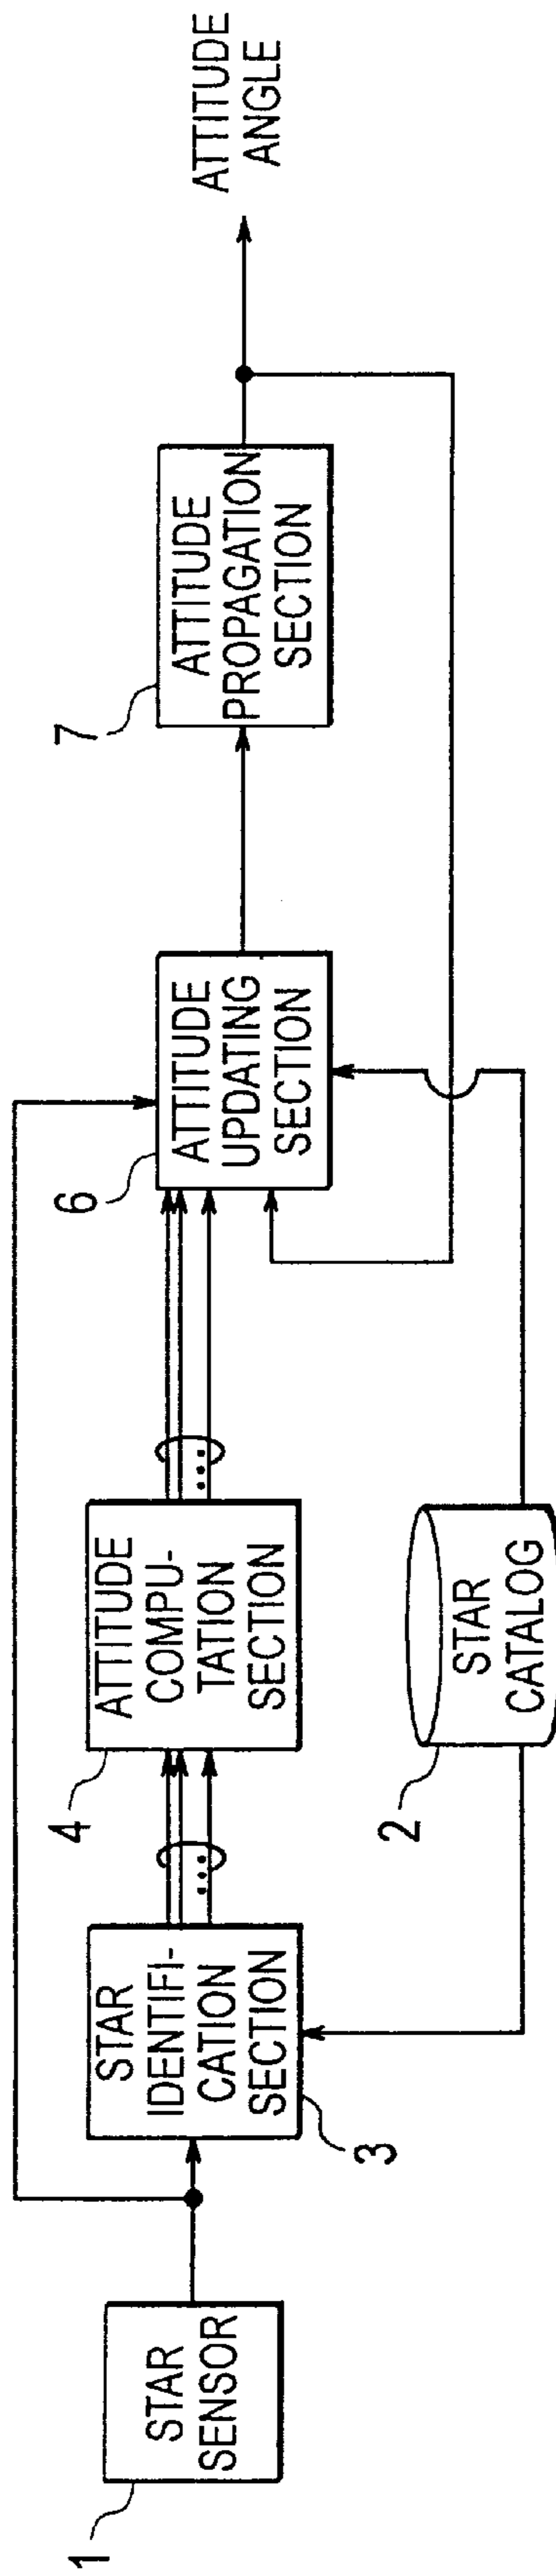 1
STAR
SENSOR
3
STAR
IDENTIFI-
CATION
SECTION
4
ATTITUDE
COMPU-
TATION
SECTION
2
STAR
CATALOG
6
ATTITUDE
UPDATING
SECTION
7
ATTITUDE
PROPAGATION
SECTION
ATTITUDE
ANGLE